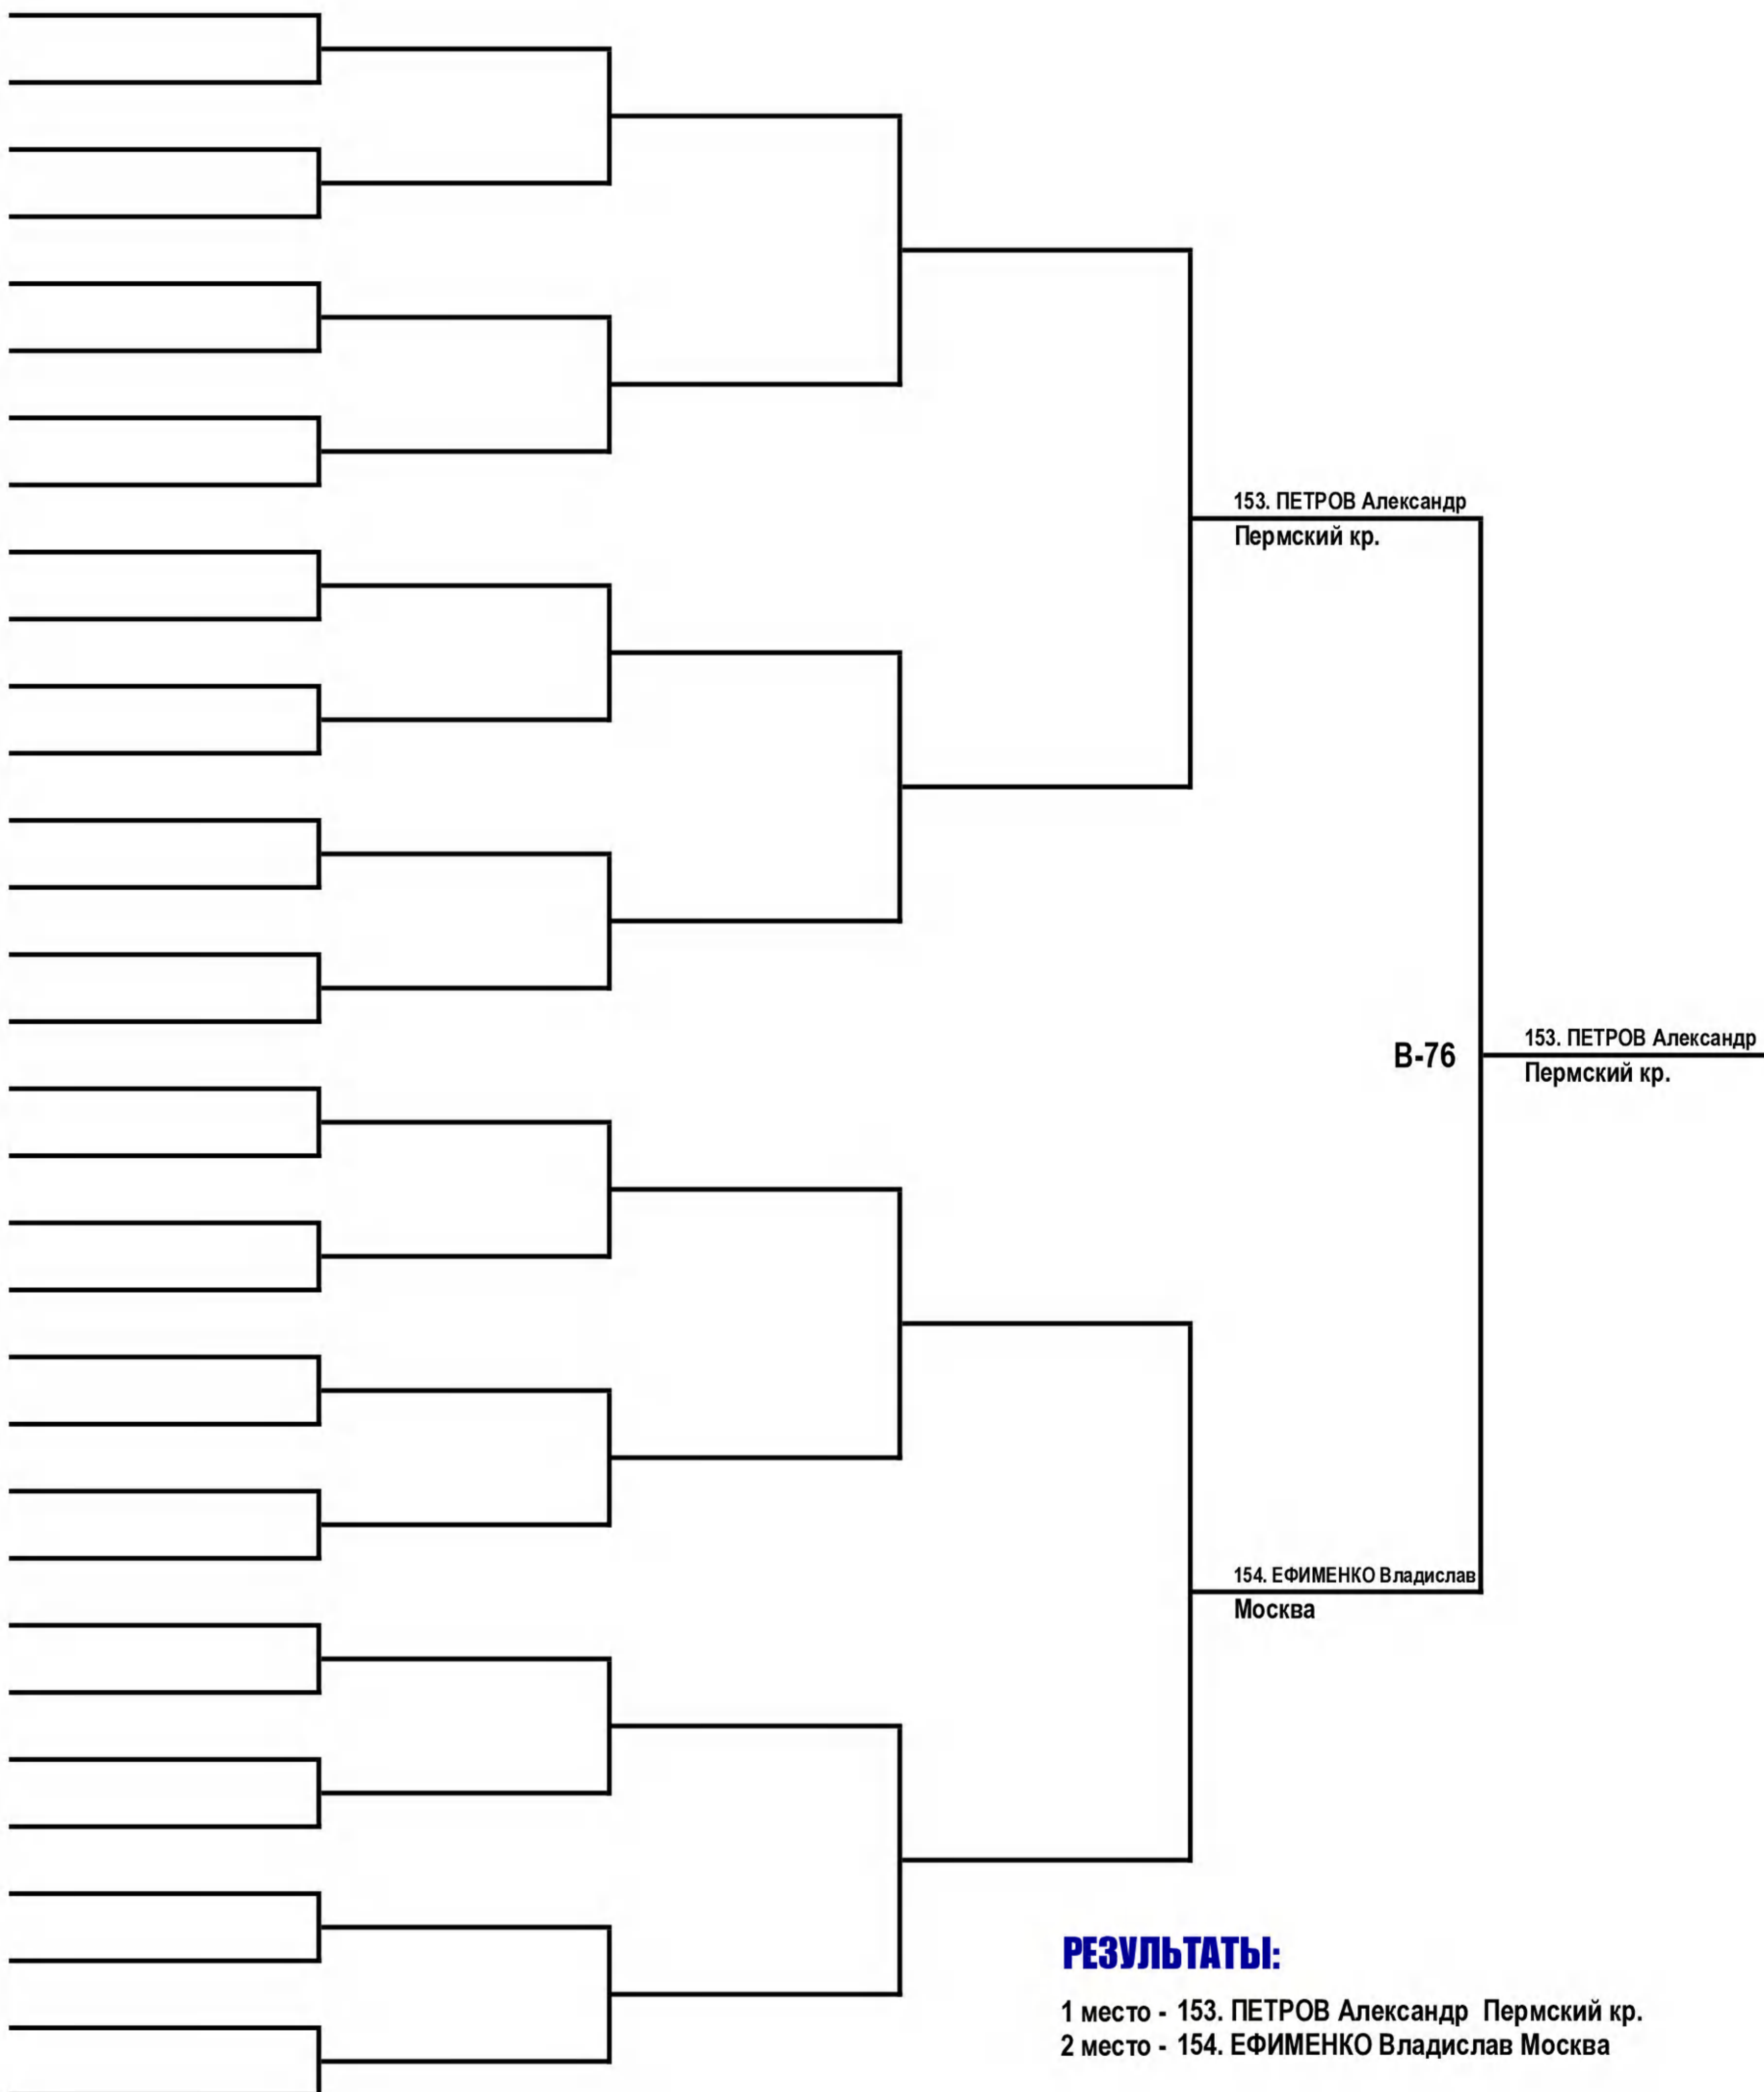 153. ПЕТРОВ Александр
Пермский кр.
В-76
153. ПЕТРОВ Александр
Пермский кр.
154. ЕФИМЕНКО Владислав
Москва
РЕЗУЛЬТАТЫ:
1 место - 153. ПЕТРОВ Александр Пермский кр.
2 место - 154. ЕФИМЕНКО Владислав Москва